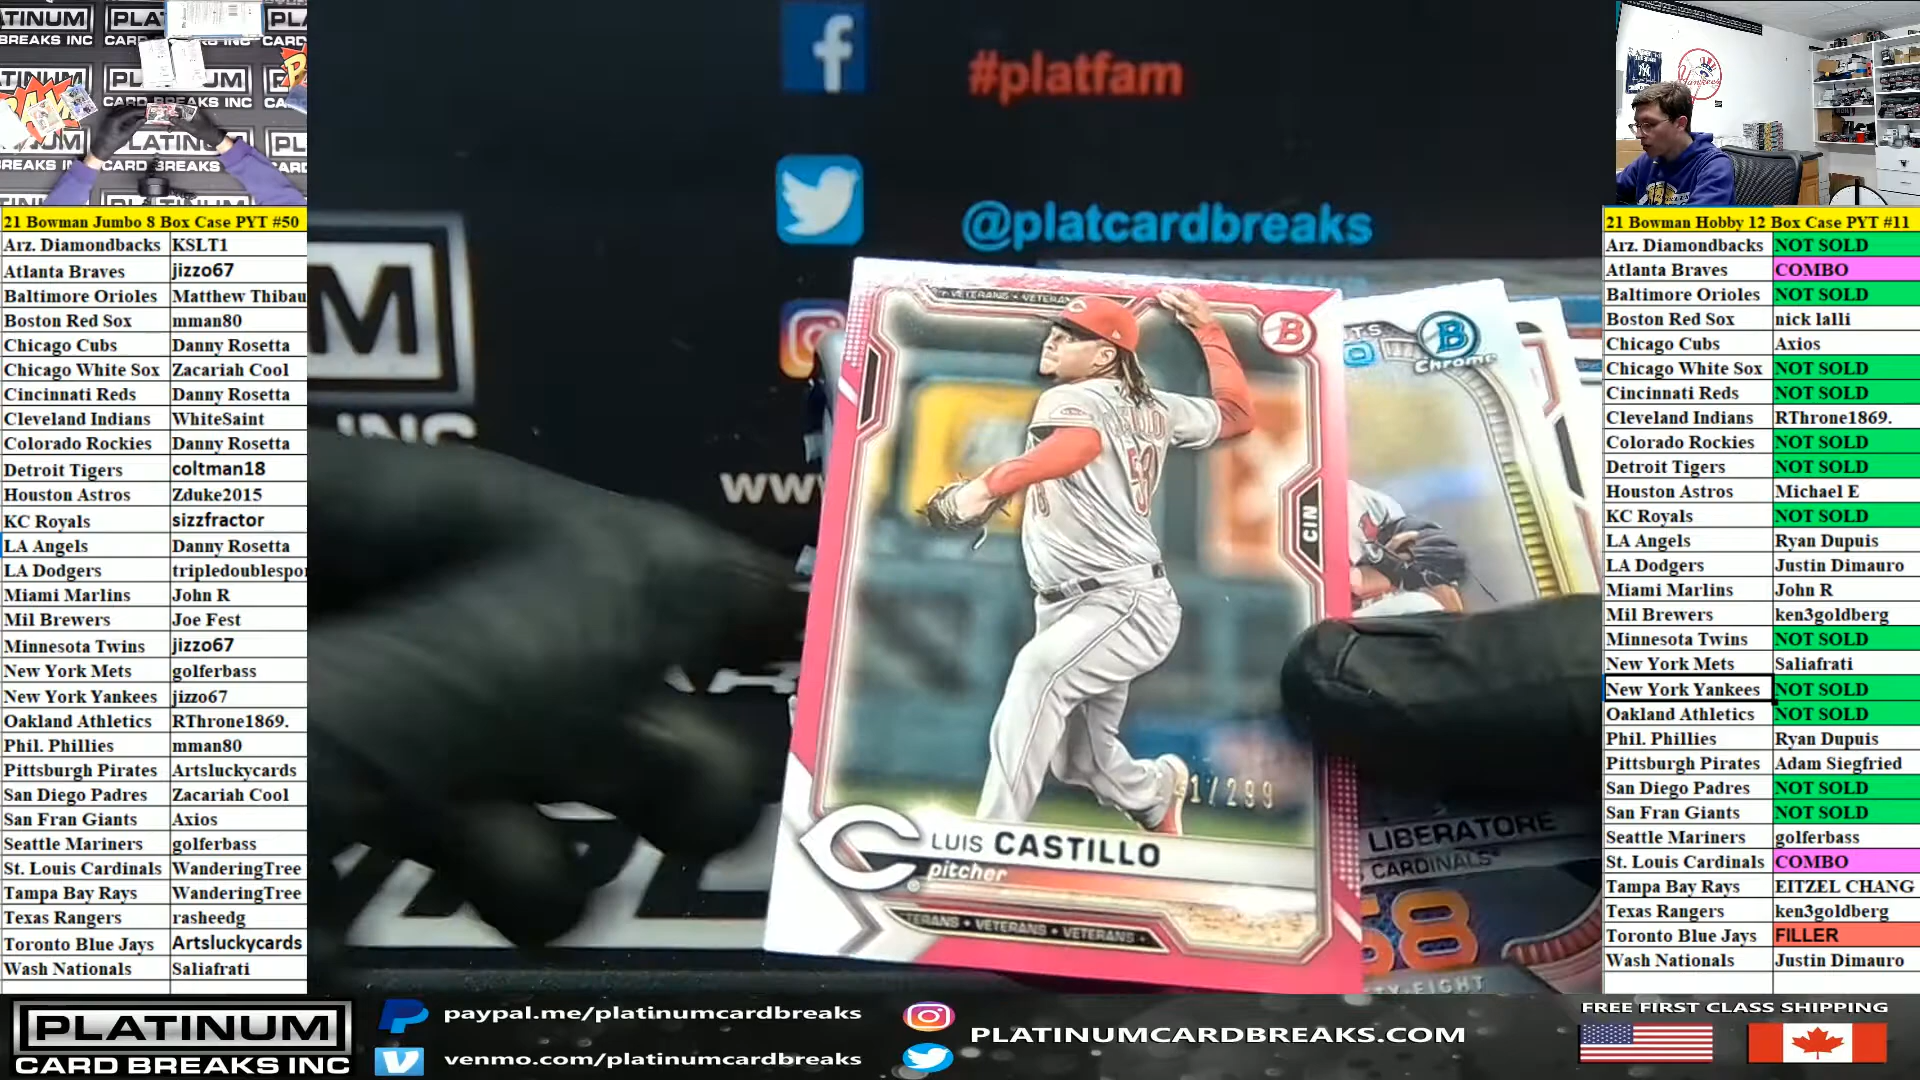 #platfam
@platcardbreaks
21 Bowman Jumbo 8 Box Case PYT #50
Arz. Diamondbacks KSLT1
Atlanta Braves jizzo67
Baltimore Orioles Matthew Thibau
Boston Red Sox mman80
Chicago Cubs Danny Rosetta
Chicago White Sox Zacariah Cool
Cincinnati Reds Danny Rosetta
Cleveland Indians WhiteSaint
Colorado Rockies Danny Rosetta
Detroit Tigers coltman18
Houston Astros Zduke2015
KC Royals sizzfractor
LA Angels Danny Rosetta
LA Dodgers tripledoublespo
Miami Marlins John R
Mil Brewers Joe Fest
Minnesota Twins jizzo67
New York Mets golferbass
New York Yankees jizzo67
Oakland Athletics RThrone1869.
Phil. Phillies mman80
Pittsburgh Pirates Artsluckycards
San Diego Padres Zacariah Cool
San Fran Giants Axios
Seattle Mariners golferbass
St. Louis Cardinals WanderingTree
Tampa Bay Rays WanderingTree
Texas Rangers rasheedg
Toronto Blue Jays Artsluckycards
Wash Nationals Saliafrati
B
CIN
LUIS CASTILLO
pitcher
VETERANS • VETERANS
B
Chrome
LIBERATORE
CARDINALS
21 Bowman Hobby 12 Box Case PYT #11
Arz. Diamondbacks NOT SOLD
Atlanta Braves COMBO
Baltimore Orioles NOT SOLD
Boston Red Sox nick lalli
Chicago Cubs Axios
Chicago White Sox NOT SOLD
Cincinnati Reds NOT SOLD
Cleveland Indians RThrone1869.
Colorado Rockies NOT SOLD
Detroit Tigers NOT SOLD
Houston Astros Michael E
KC Royals NOT SOLD
LA Angels Ryan Dupuis
LA Dodgers Justin Dimauro
Miami Marlins John R
Mil Brewers ken3goldberg
Minnesota Twins NOT SOLD
New York Mets Saliafrati
New York Yankees NOT SOLD
Oakland Athletics NOT SOLD
Phil. Phillies Ryan Dupuis
Pittsburgh Pirates Adam Siegfried
San Diego Padres NOT SOLD
San Fran Giants NOT SOLD
Seattle Mariners golferbass
St. Louis Cardinals COMBO
Tampa Bay Rays EITZEL CHANG
Texas Rangers ken3goldberg
Toronto Blue Jays FILLER
Wash Nationals Justin Dimauro
PLATINUM
CARD BREAKS INC
paypal.me/platinumcardbreaks
venmo.com/platinumcardbreaks
PLATINUMCARDBREAKS.COM
FREE FIRST CLASS SHIPPING